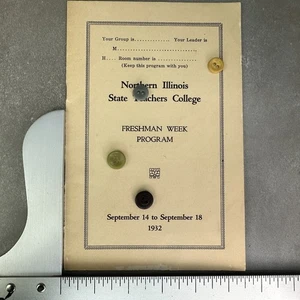 Your Group is............... Your Leader is
M..............................,
H... Room number is ..............
(Keep this program with you)
Northern Illinois
State Teachers College
FRESHMAN WEEK
PROGRAM
September 14 to September 18
1932